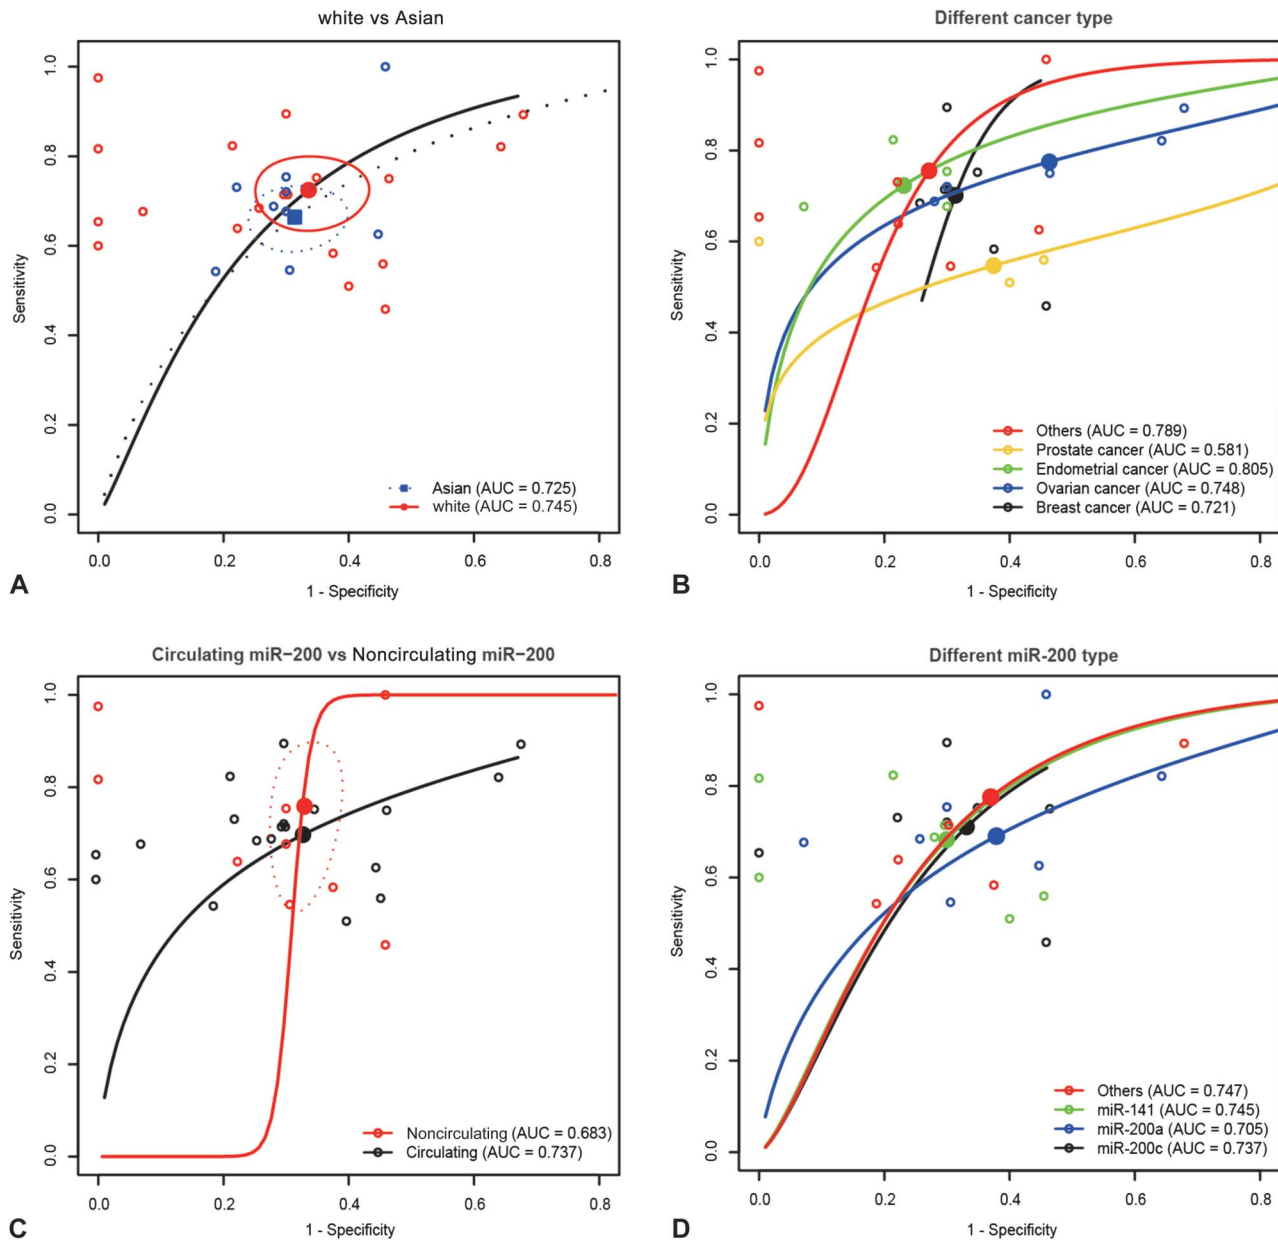 white vs Asian
1.0
0.8
0.6
0.4
0.2
0.0
Sensitivity
Asian (AUC = 0.725)
white (AUC = 0.745)
0.0 0.2 0.4 0.6 0.8
1 - Specificity
A
Different cancer type
1.0
0.8
0.6
0.4
0.2
0.0
Sensitivity
Others (AUC = 0.789)
Prostate cancer (AUC = 0.581)
Endometrial cancer (AUC = 0.805)
Ovarian cancer (AUC = 0.748)
Breast cancer (AUC = 0.721)
0.0 0.2 0.4 0.6 0.8
1 - Specificity
B
Circulating miR−200 vs Noncirculating miR−200
1.0
0.8
0.6
0.4
0.2
0.0
Sensitivity
Noncirculating (AUC = 0.683)
Circulating (AUC = 0.737)
0.0 0.2 0.4 0.6 0.8
1 - Specificity
C
Different miR-200 type
1.0
0.8
0.6
0.4
0.2
0.0
Sensitivity
Others (AUC = 0.747)
miR-141 (AUC = 0.745)
miR-200a (AUC = 0.705)
miR-200c (AUC = 0.737)
0.0 0.2 0.4 0.6 0.8
1 - Specificity
D